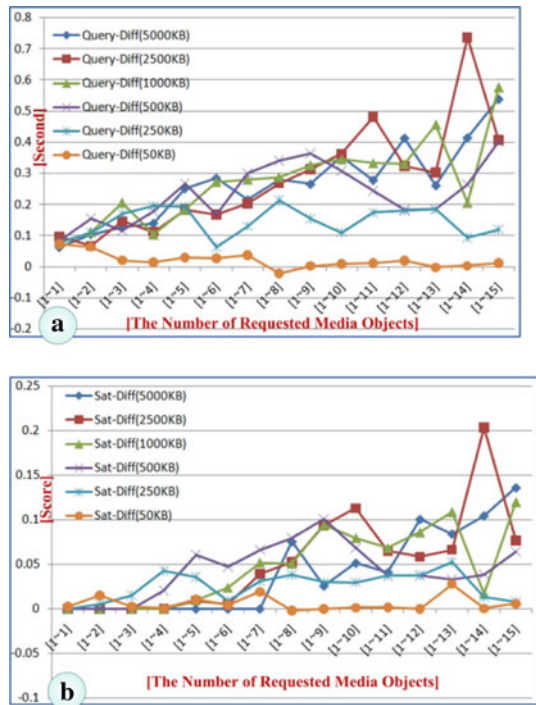 0.8
0.7
0.6
0.5
0.4
0.3
0.2
0.1
0
-0.1
-0.2
[Second]
Query-Diff(5000KB)
Query-Diff(2500KB)
Query-Diff(1000KB)
Query-Diff(500KB)
Query-Diff(250KB)
Query-Diff(50KB)
[1~1]
[1~2]
[1~3]
[1~4]
[1~5]
[1~6]
[1~7]
[1~8]
[1~9]
[1~10]
[1~11]
[1~12]
[1~13]
[1~14]
[1~15]
[The Number of Requested Media Objects]
a
0.25
0.2
0.15
0.1
0.05
0
-0.05
-0.1
[Score]
Sat-Diff(5000KB)
Sat-Diff(2500KB)
Sat-Diff(1000KB)
Sat-Diff(500KB)
Sat-Diff(250KB)
Sat-Diff(50KB)
[1~1]
[1~2]
[1~3]
[1~4]
[1~5]
[1~6]
[1~7]
[1~8]
[1~9]
[1~10]
[1~11]
[1~12]
[1~13]
[1~14]
[1~15]
[The Number of Requested Media Objects]
b